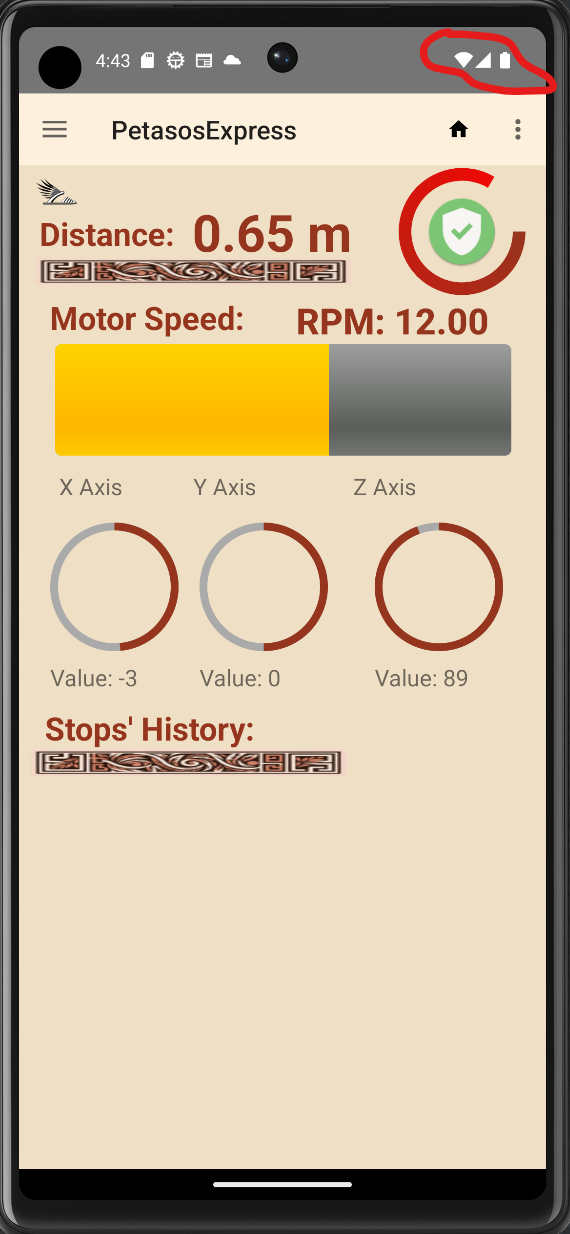 4:43
PetasosExpress
Distance: 0.65 m
Motor Speed: RPM: 12.00
X Axis Y Axis Z Axis
Value: -3 Value: 0 Value: 89
Stops' History: